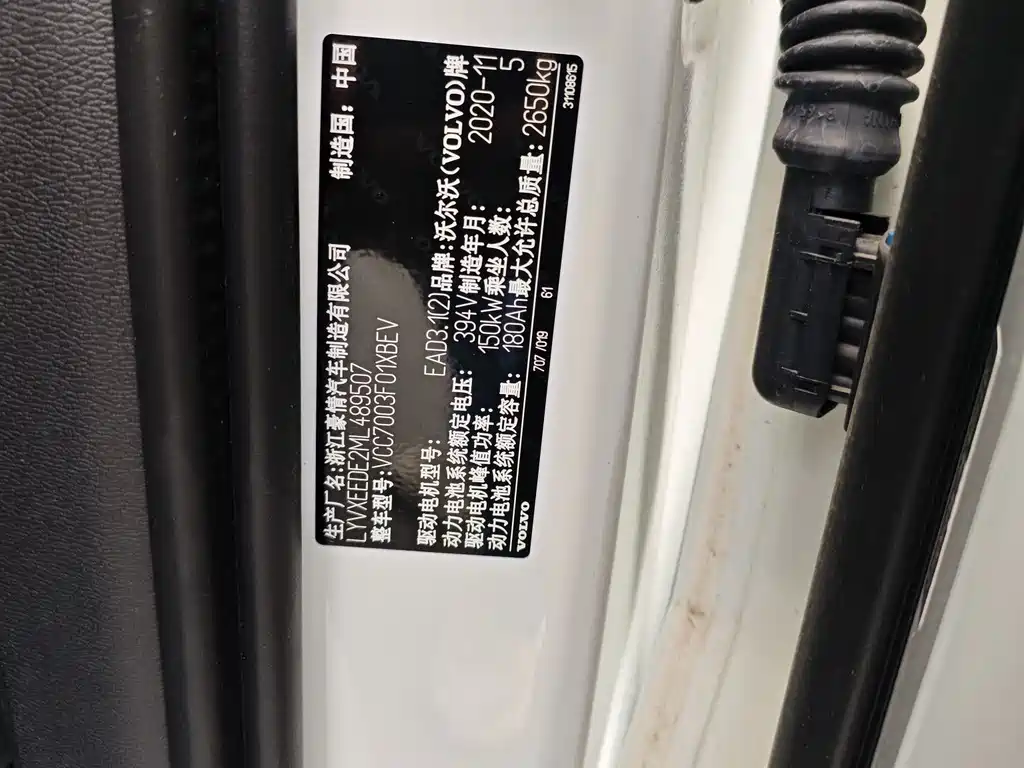 生产厂名:浙江豪情汽车制造有限公司 制造国: 中国
LYVXEEDE2ML489507
整车型号:VCC7003F01XBEV
驱动电机型号: EAD3.1(2) 品牌:沃尔沃(VOLVO)牌
动力电池系统额定电压: 394V 制造年月: 2020-11
驱动电机峰值功率: 150kW 乘坐人数: 5
动力电池系统额定容量: 180Ah 最大允许总质量: 2650kg
VOLVO 707 /019 61 31108615